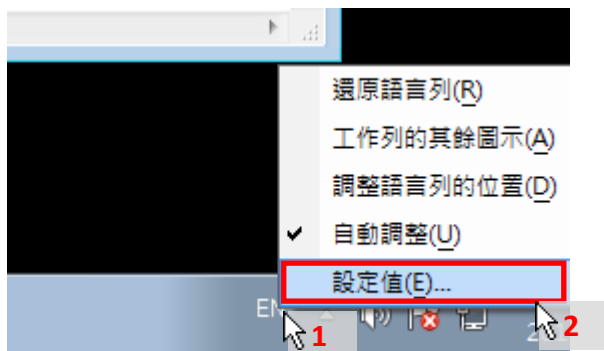 還原語言列(R)
工作列的其餘圖示(A)
調整語言列的位置(D)
自動調整(U)
設定值(E)...
EN
1
2